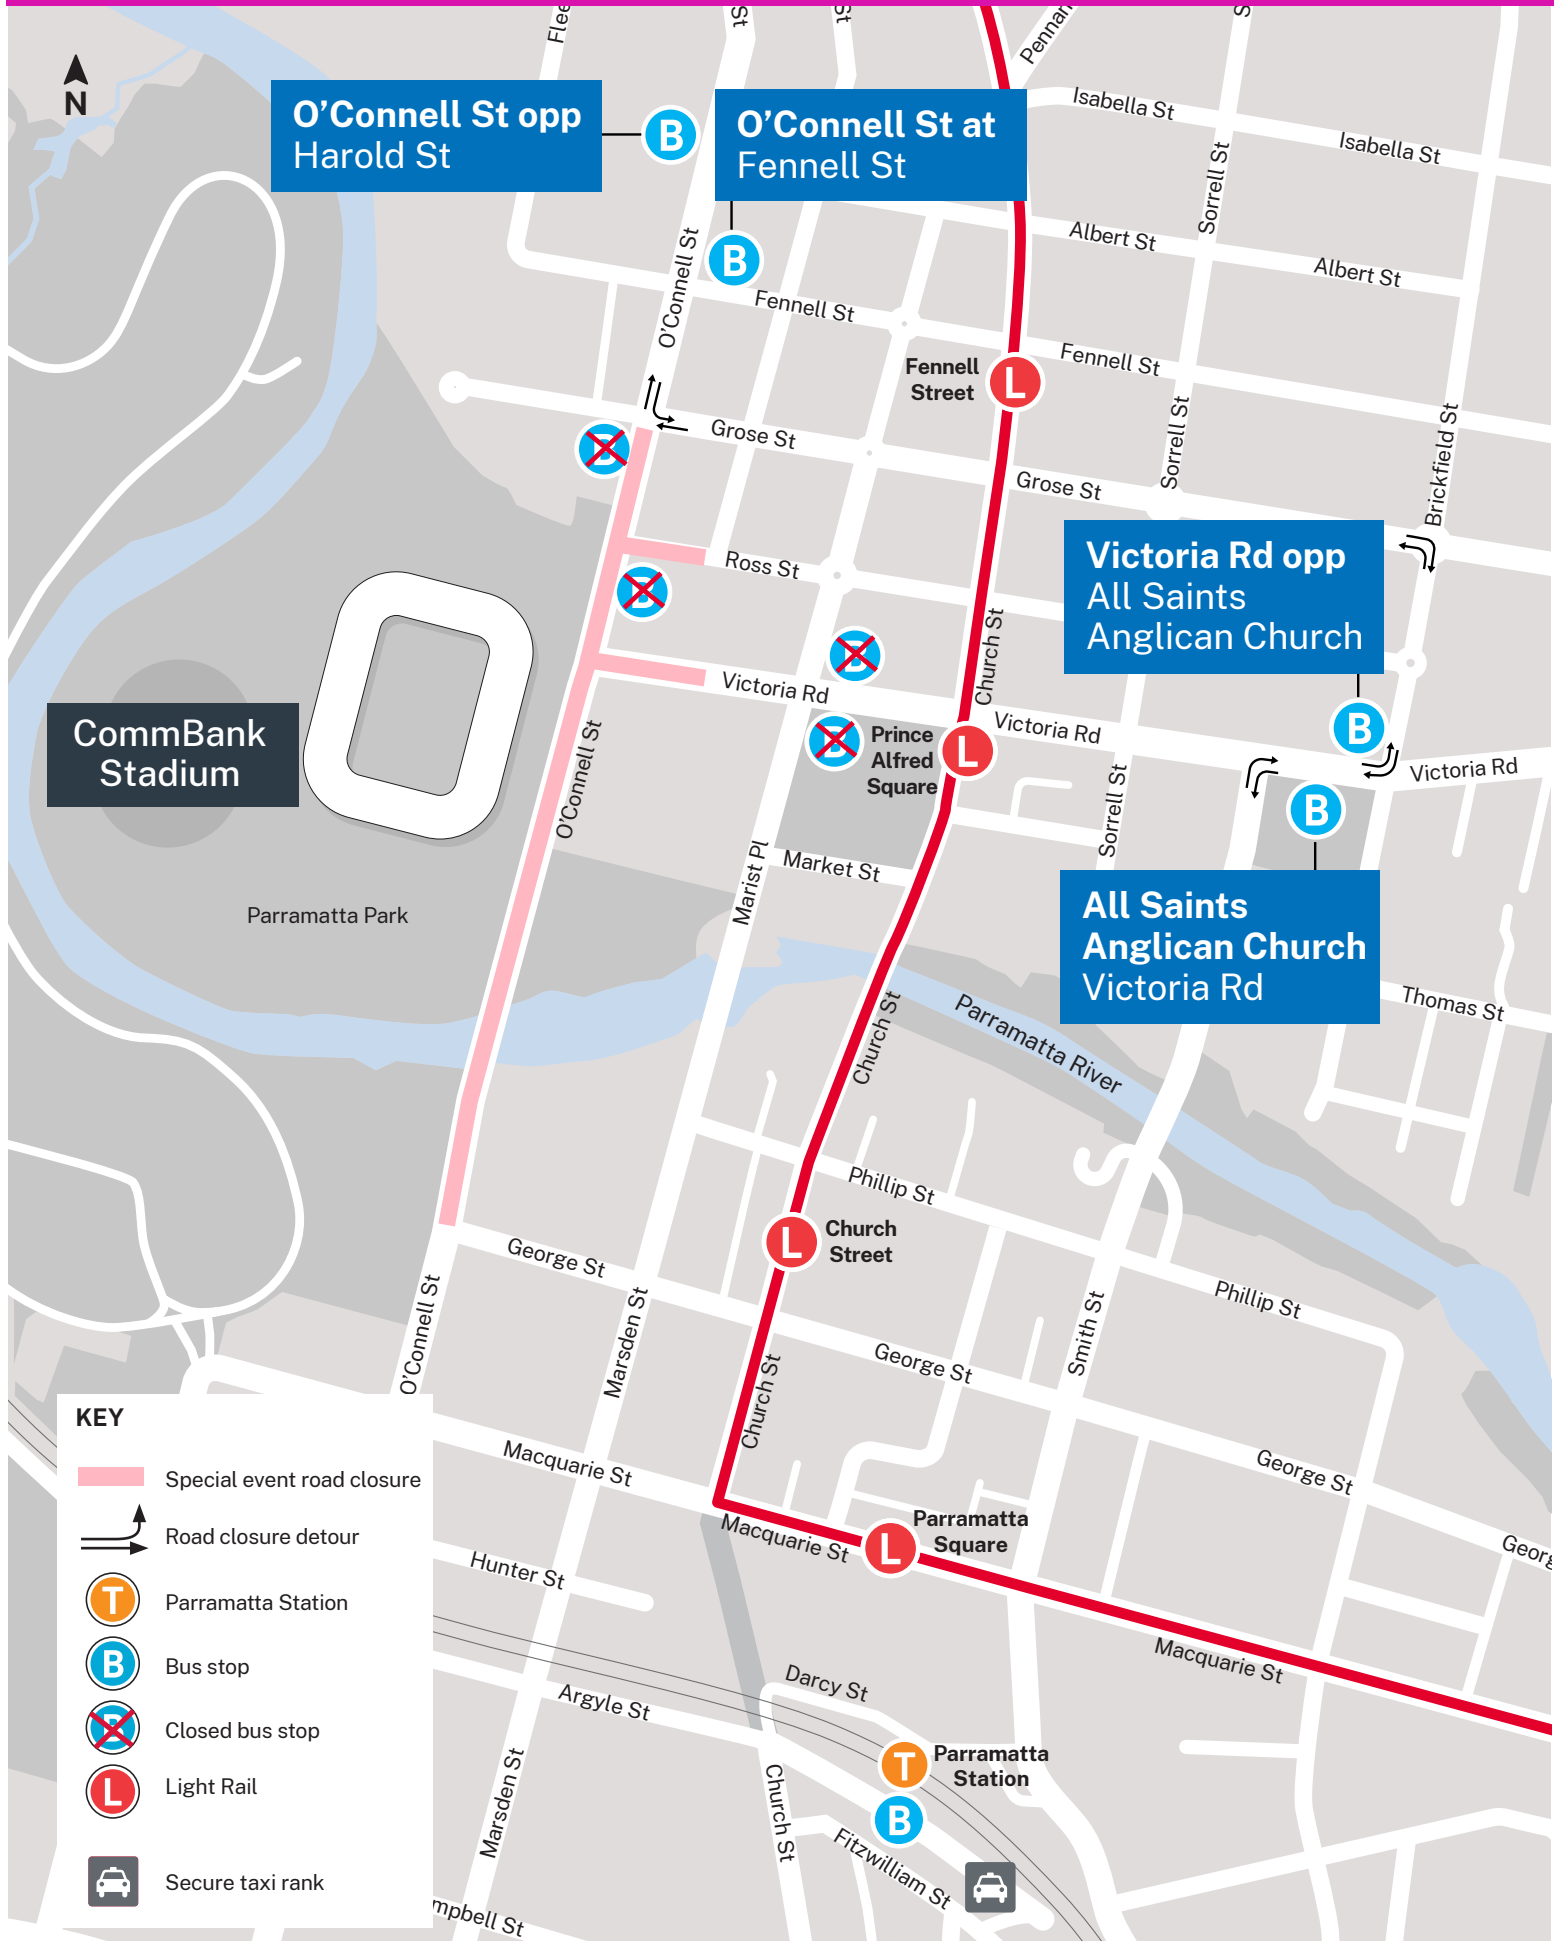 St
St
S
N
O'Connell St opp
Harold St
B
O'Connell St at
Fennell St
B
Isabella St
Isabella St
Sorrell St
Albert St
Albert St
O'Connell St
Fennell St
Fennell St
Fennell
Street
L
Grose St
Grose St
Sorrell St
Brickfield St
B
Ross St
B
Church St
Victoria Rd opp
All Saints
Anglican Church
B
B
Victoria Rd
Victoria Rd
Victoria Rd
B
Prince
Alfred
Square
L
CommBank
Stadium
O'Connell St
Sorrell St
B
Marist Pl
Market St
All Saints
Anglican Church
Victoria Rd
Parramatta Park
Thomas St
Church St
Parramatta River
Phillip St
L
Church
Street
George St
Phillip St
O'Connell St
Marsden St
Smith St
George St
Church St
George St
Macquarie St
Macquarie St
L
Parramatta
Square
Hunter St
Macquarie St
Darcy St
Argyle St
T
Parramatta
Station
B
Marsden St
Church St
Fitzwilliam St
KEY
Special event road closure
Road closure detour
T
Parramatta Station
B
Bus stop
B
Closed bus stop
L
Light Rail
Secure taxi rank